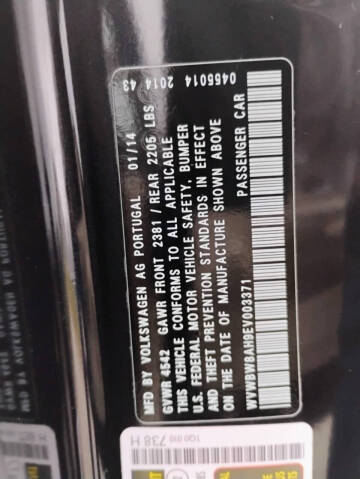 0455014 2014 43
MFD BY VOLKSWAGEN AG PORTUGAL 01/14
GVWR 4542 GAWR FRONT 2381 / REAR 2205 LBS
THIS VEHICLE CONFORMS TO ALL APPLICABLE
U.S. FEDERAL MOTOR VEHICLE SAFETY, BUMPER
AND THEFT PREVENTION STANDARDS IN EFFECT
ON DATE OF MANUFACTURE SHOWN ABOVE
PASSENGER CAR
WVWBW8AH9EV003371
738 H